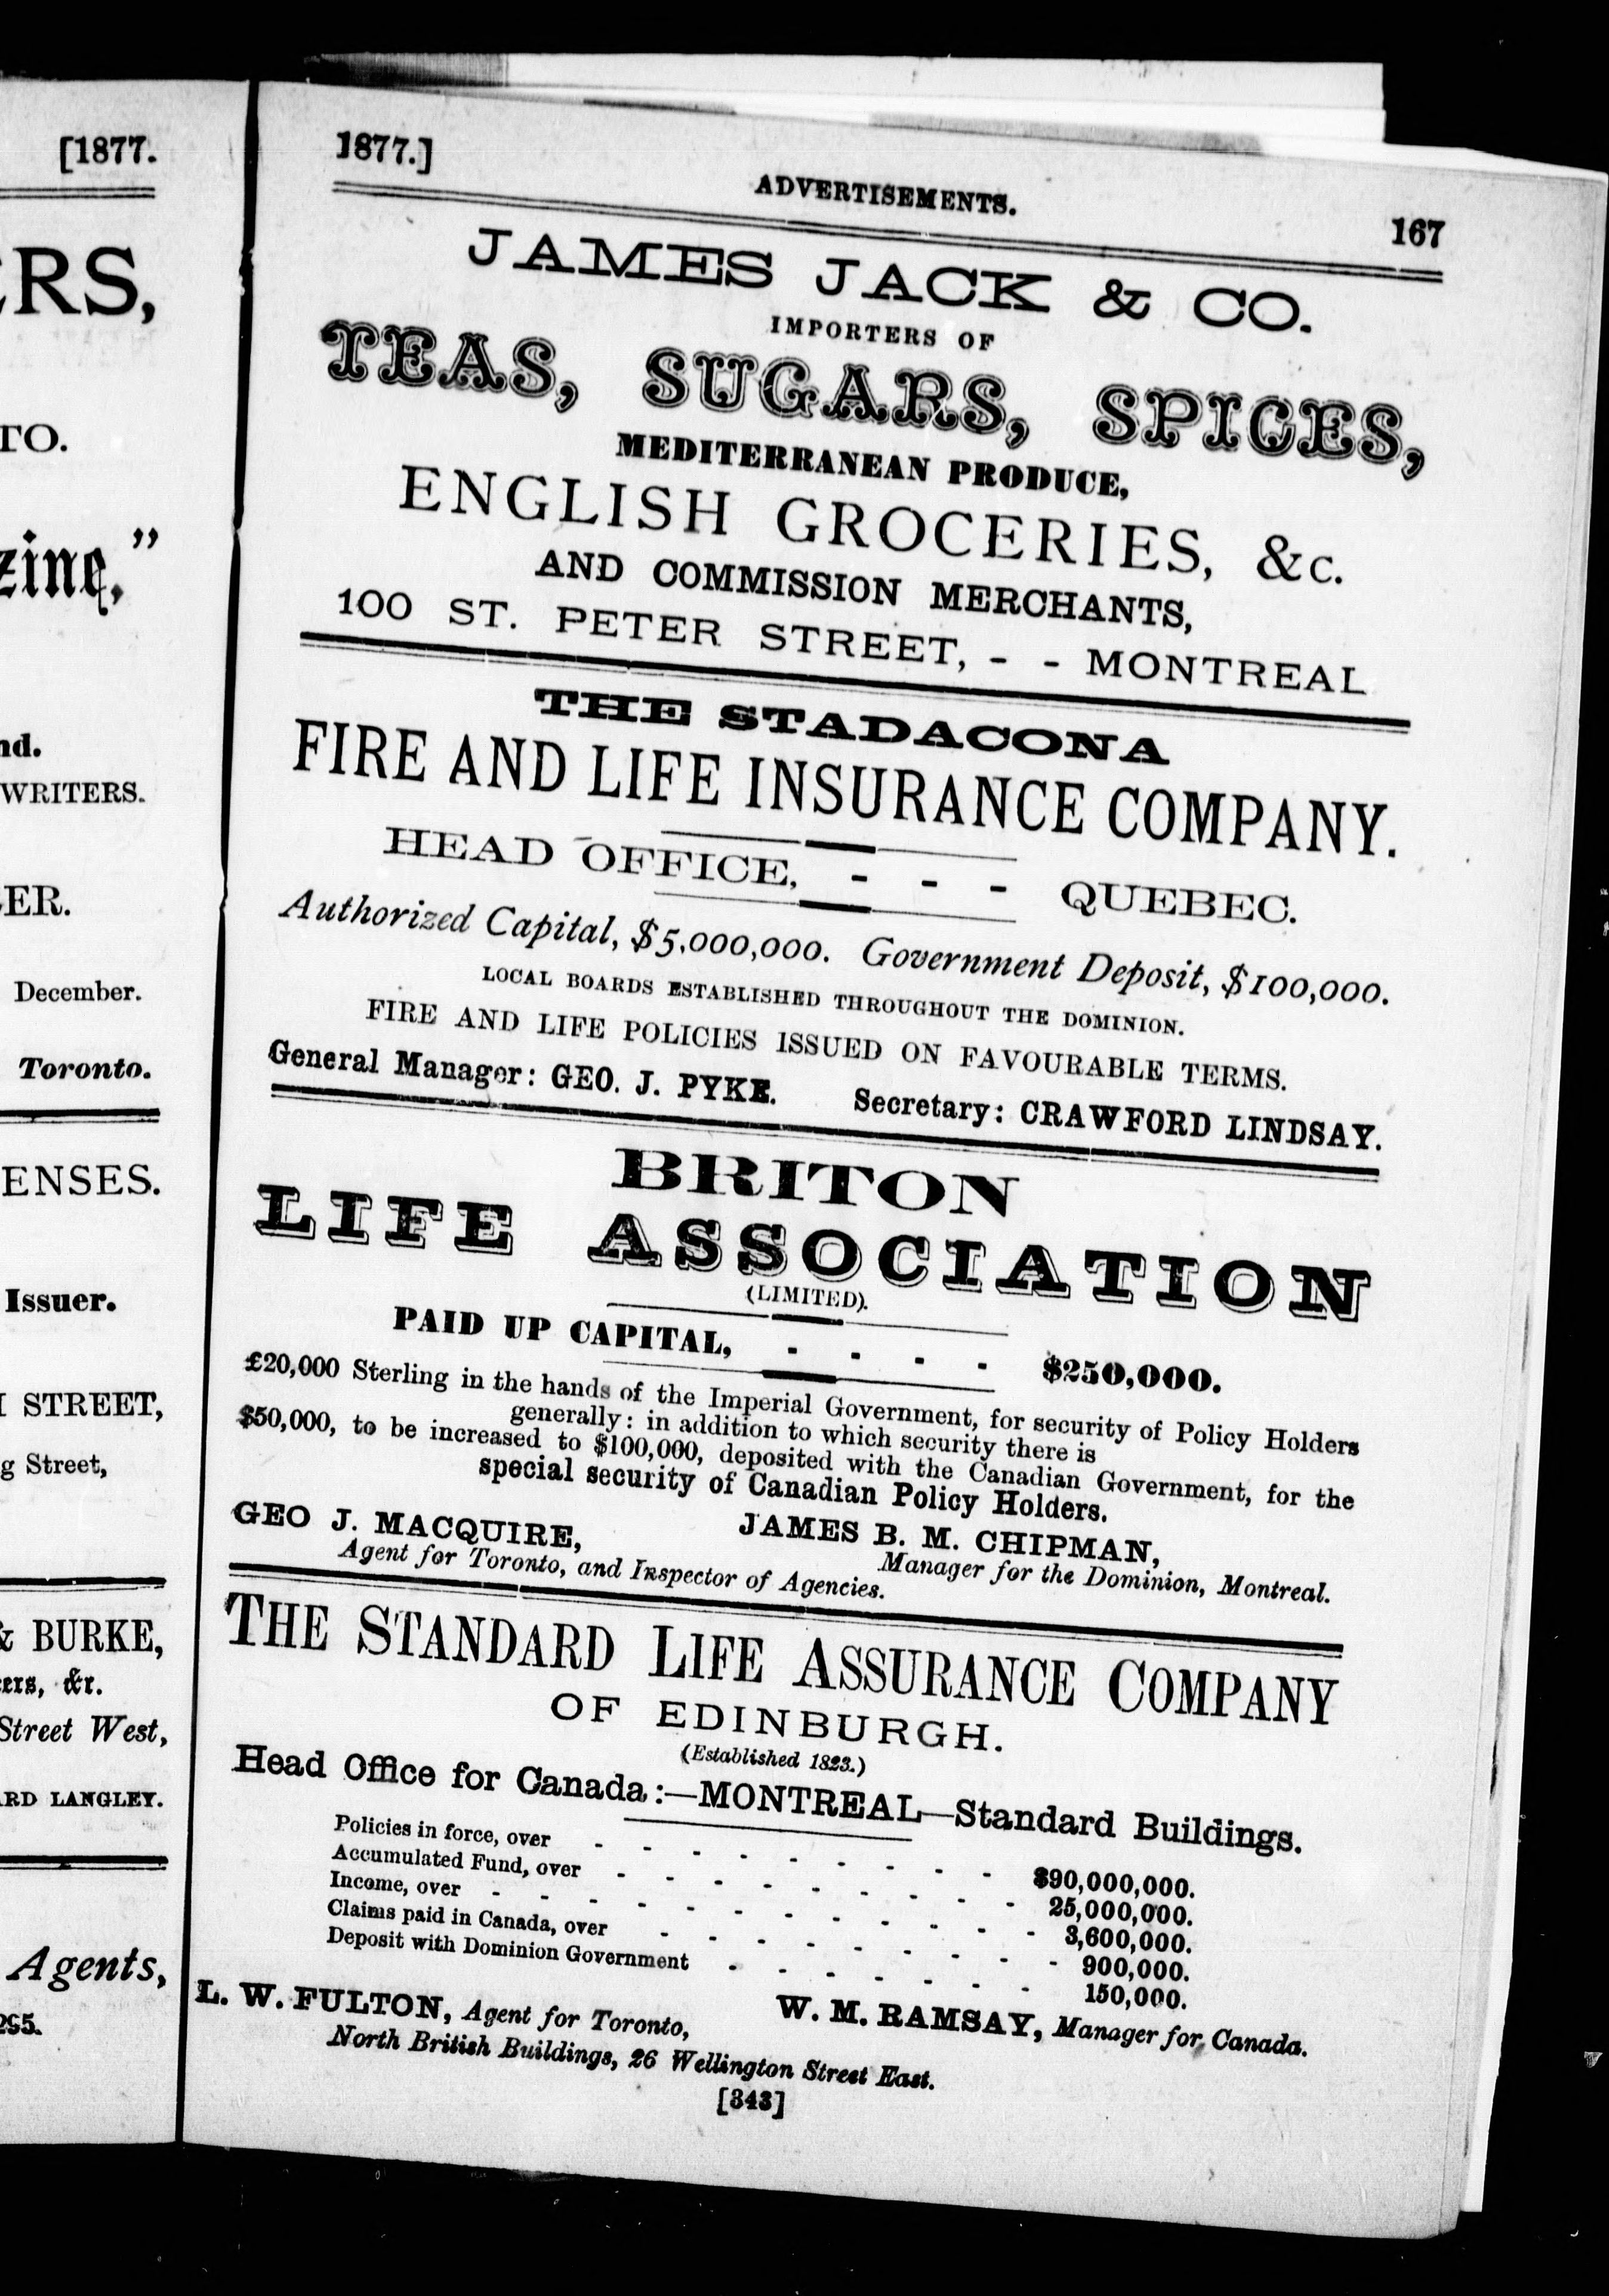 [1877.
RS,
TO.
zine,"
nd.
WRITERS.
ER.
December.
Toronto.
ENSES.
Issuer.
STREET,
g Street,
& BURKE,
&c.
Street West,
RD LANGLEY.
Agents,
1877.]
ADVERTISEMENTS.
167
JAMES JACK & CO.
IMPORTERS OF
TEAS, SUGARS, SPICES,
MEDITERRANEAN PRODUCE,
ENGLISH GROCERIES, &c.
AND COMMISSION MERCHANTS,
100 ST. PETER STREET, - - MONTREAL
THE STADACONA
FIRE AND LIFE INSURANCE COMPANY.
HEAD OFFICE, - - - QUEBEC.
Authorized Capital, $5,000,000. Government Deposit, $100,000.
LOCAL BOARDS ESTABLISHED THROUGHOUT THE DOMINION.
FIRE AND LIFE POLICIES ISSUED ON FAVOURABLE TERMS.
General Manager: GEO. J. PYKE. Secretary: CRAWFORD LINDSAY.
BRITON
LIFE ASSOCIATION
(LIMITED).
PAID UP CAPITAL, - - - - $250,000.
£20,000 Sterling in the hands of the Imperial Government, for security of Policy Holders
generally: in addition to which security there is
$50,000, to be increased to $100,000, deposited with the Canadian Government, for the
special security of Canadian Policy Holders.
GEO J. MACQUIRE, JAMES B. M. CHIPMAN,
Agent for Toronto, and Inspector of Agencies. Manager for the Dominion, Montreal.
THE STANDARD LIFE ASSURANCE COMPANY
OF EDINBURGH.
(Established 1823.)
Head Office for Canada:—MONTREAL—Standard Buildings.
Policies in force, over - - - - - - - - - $90,000,000.
Accumulated Fund, over - - - - - - - - - 25,000,000.
Income, over - - - - - - - - - - - - 3,600,000.
Claims paid in Canada, over - - - - - - - - - 900,000.
Deposit with Dominion Government - - - - - - - 150,000.
L. W. FULTON, Agent for Toronto, W. M. RAMSAY, Manager for Canada.
North British Buildings, 26 Wellington Street East.
[343]